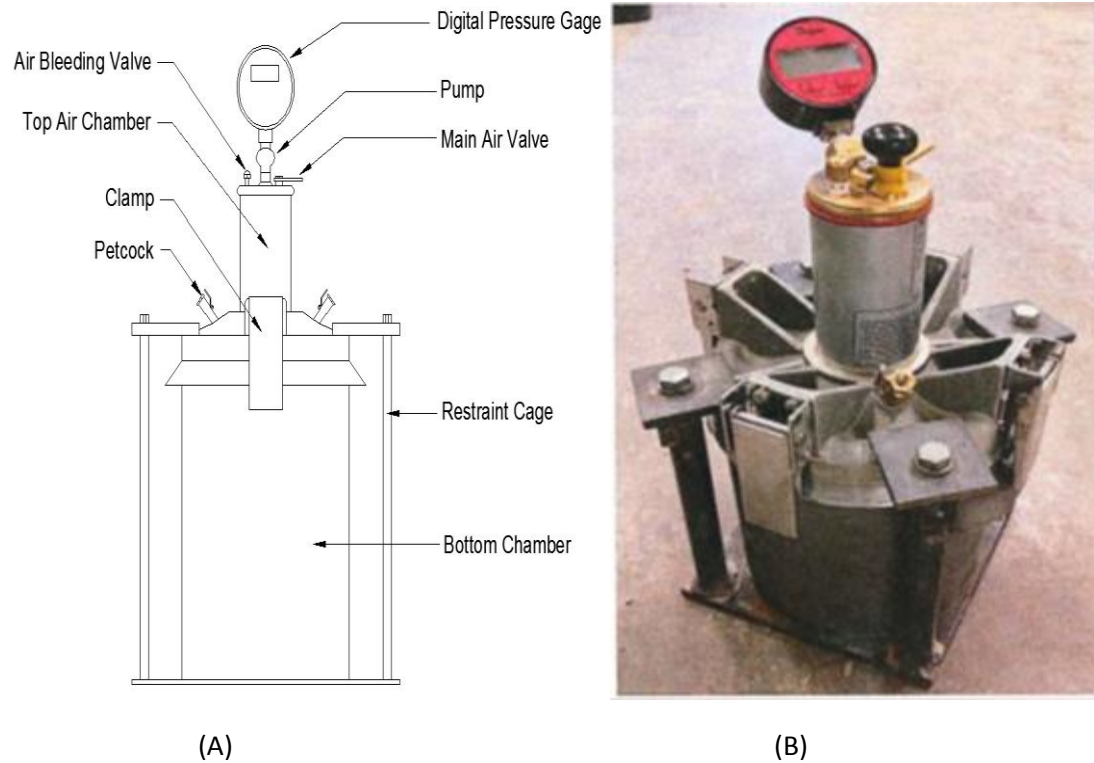 Digital Pressure Gage
Air Bleeding Valve
Pump
Top Air Chamber
Main Air Valve
Clamp
Petcock
Restraint Cage
Bottom Chamber
(A)
(B)